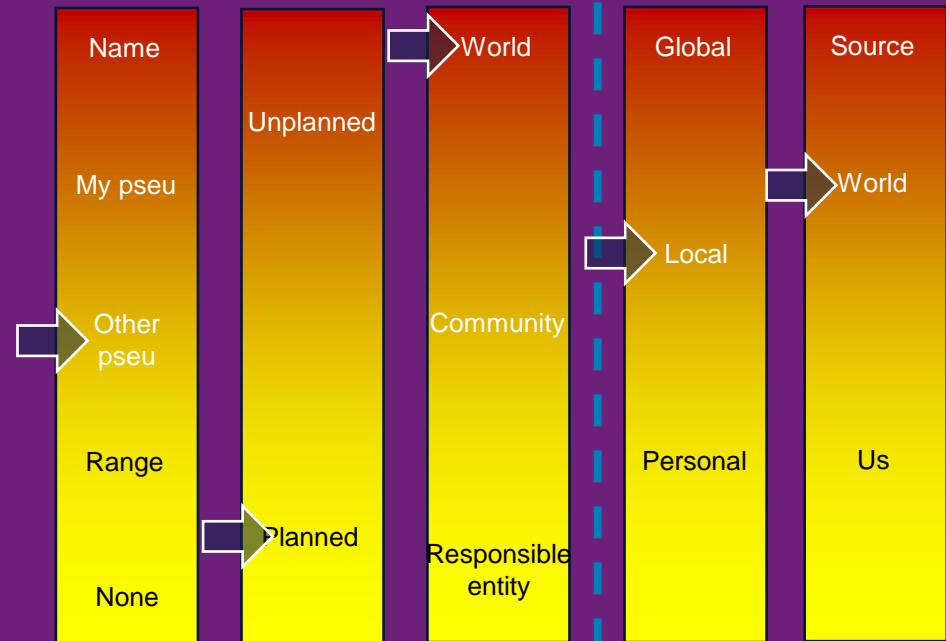 Name
My pseu
Other
pseu
Range
None
Unplanned
Planned
World
Community
Responsible
entity
Global
Local
Personal
Source
World
Us